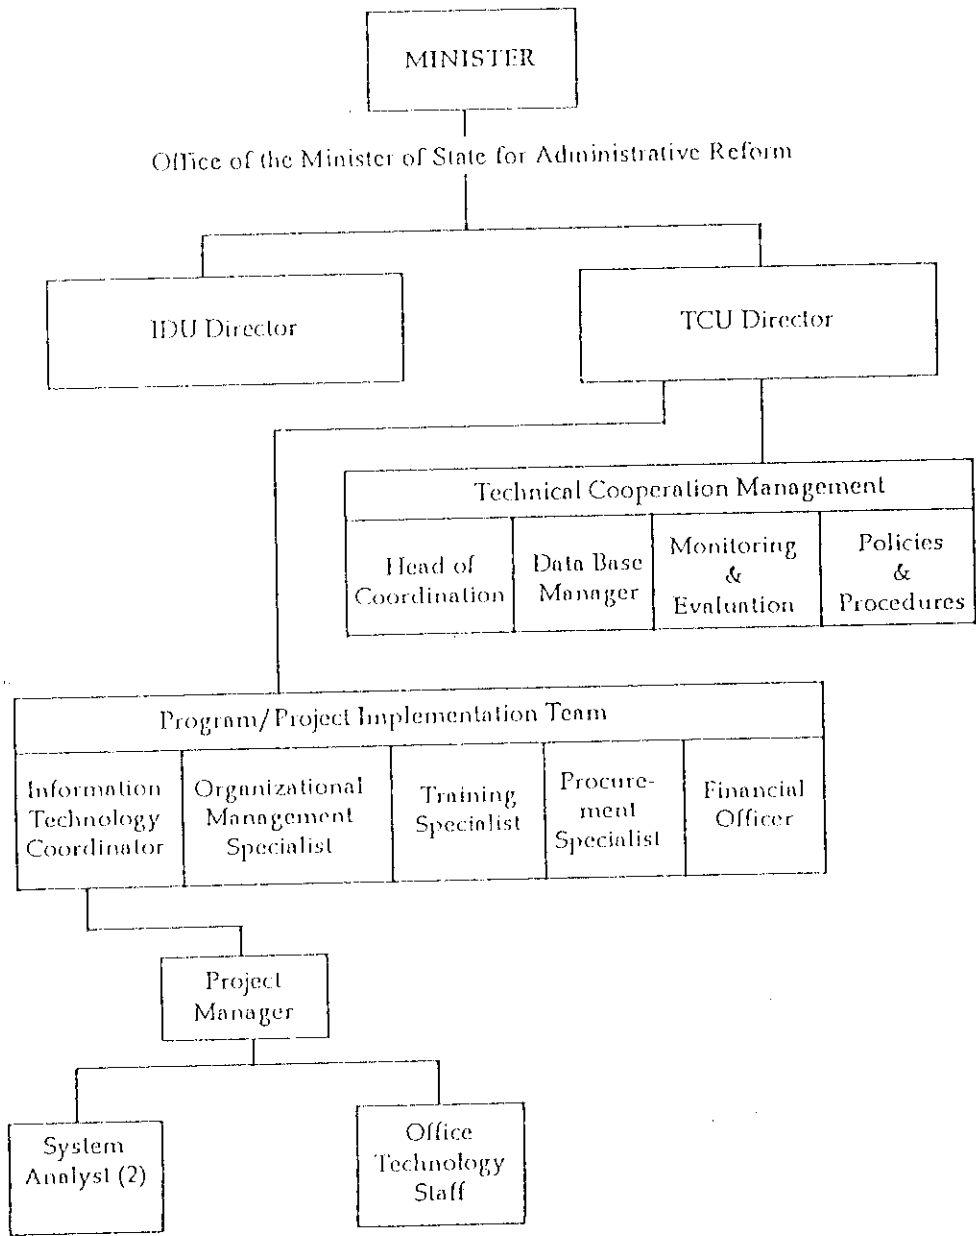 MINISTER
Office of the Minister of State for Administrative Reform
IDU Director
TCU Director
Technical Cooperation Management
Head of
Coordination
Data Base
Manager
Monitoring
&
Evaluation
Policies
&
Procedures
Program/Project Implementation Team
Information
Technology
Coordinator
Organizational
Management
Specialist
Training
Specialist
Procure-
ment
Specialist
Financial
Officer
Project
Manager
System
Analyst (2)
Office
Technology
Staff